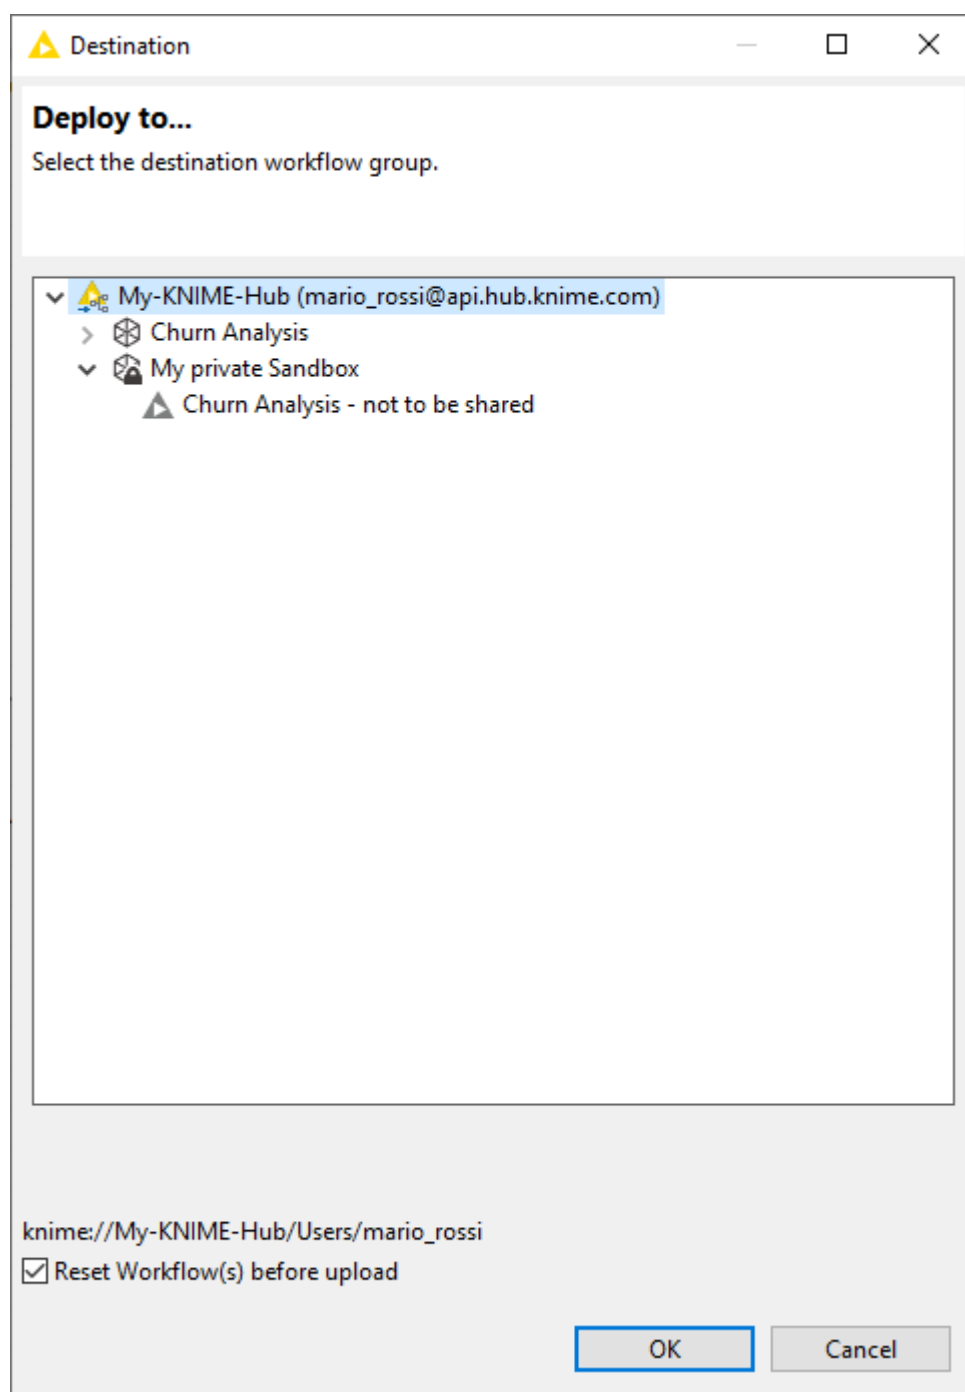 Destination
Deploy to...
Select the destination workflow group.
My-KNIME-Hub (mario_rossi@api.hub.knime.com)
Churn Analysis
My private Sandbox
Churn Analysis - not to be shared
knime://My-KNIME-Hub/Users/mario_rossi
Reset Workflow(s) before upload
OK Cancel